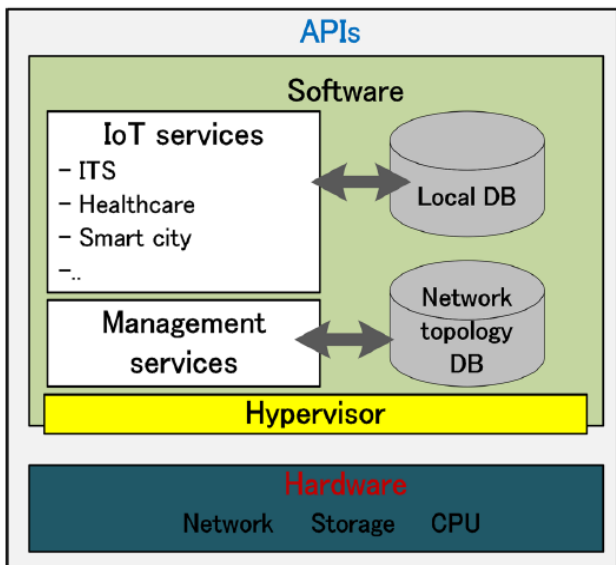 APIs
Software
IoT services
- ITS
- Healthcare
- Smart city
-..
Local DB
Management
services
Network
topology
DB
Hypervisor
Hardware
Network Storage CPU